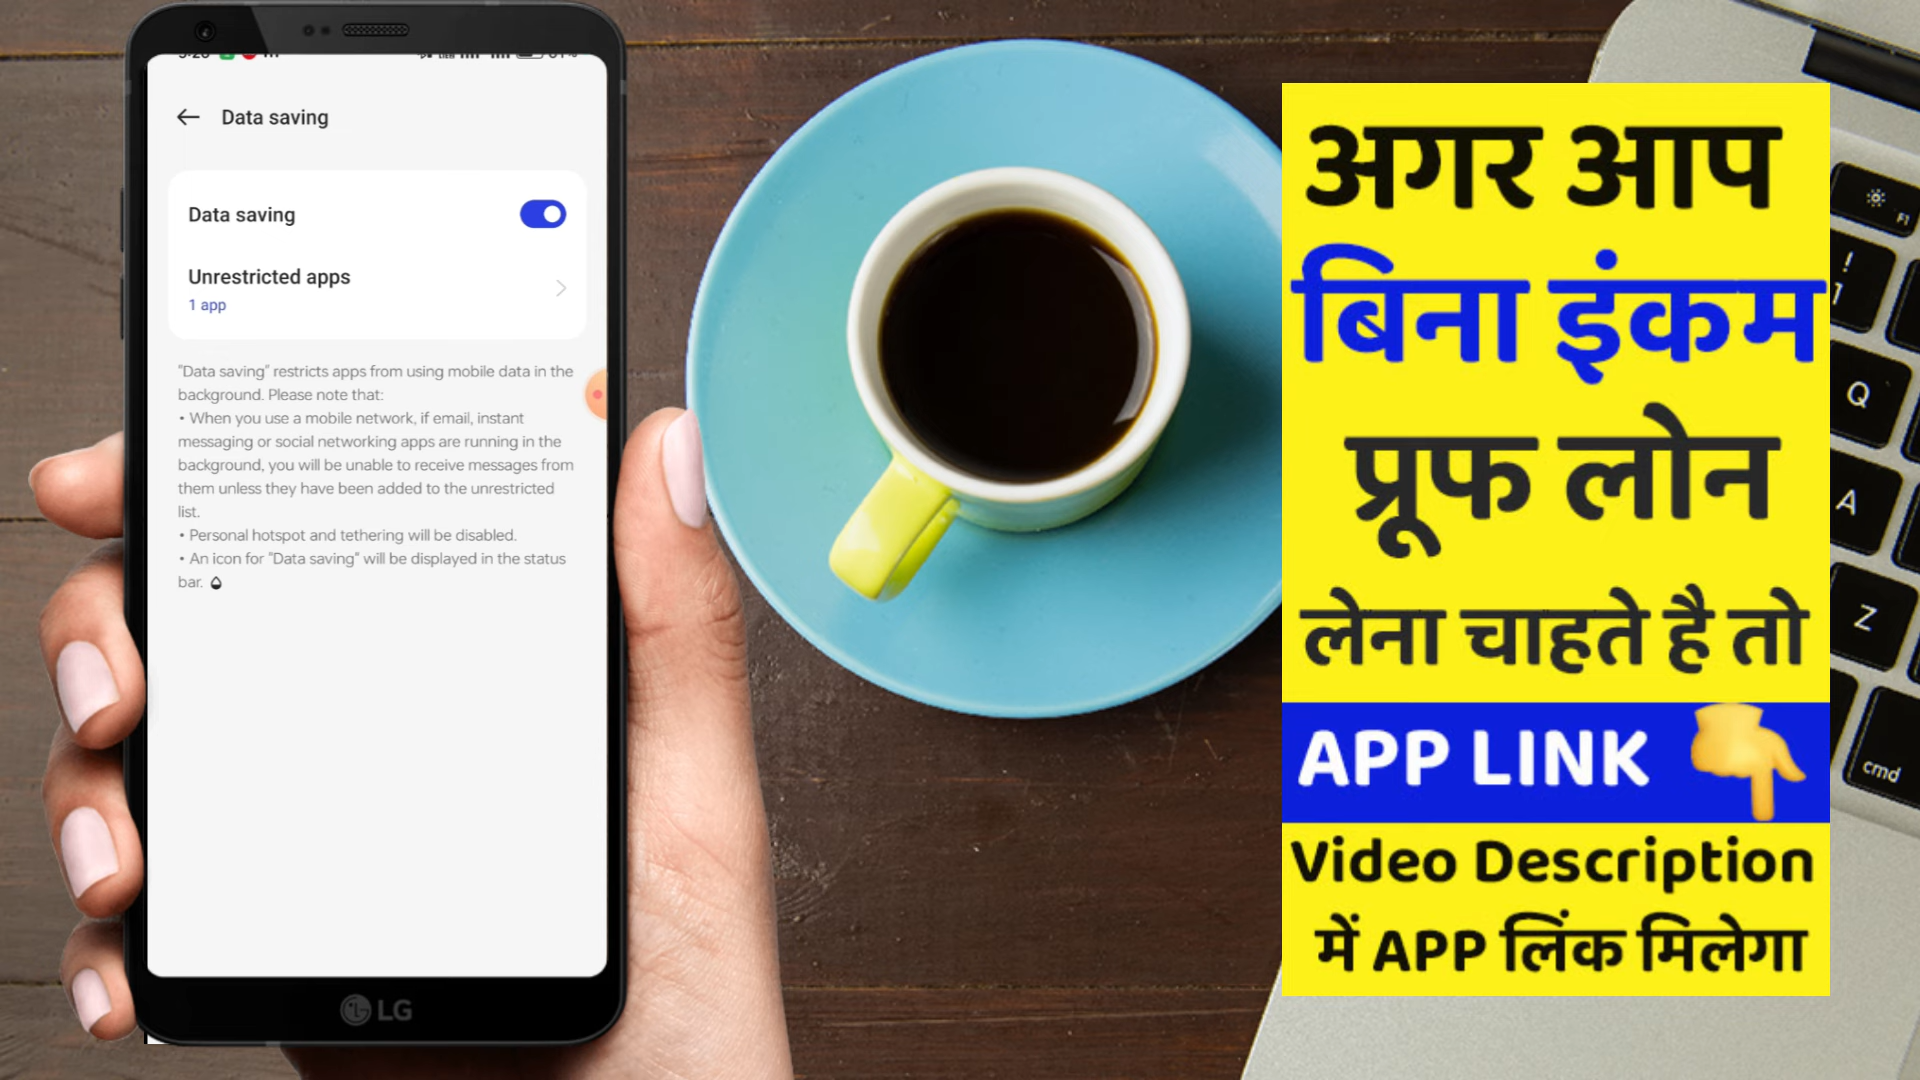 Data saving
Data saving
Unrestricted apps
1 app
"Data saving" restricts apps from using mobile data in the
background. Please note that:
• When you use a mobile network, if email, instant
messaging or social networking apps are running in the
background, you will be unable to receive messages from
them unless they have been added to the unrestricted
list.
• Personal hotspot and tethering will be disabled.
• An icon for "Data saving" will be displayed in the status
bar.
LG
अगर आप
बिना इंकम
प्रूफ लोन
लेना चाहते है तो
APP LINK
Video Description
में APP लिंक मिलेगा
F1
!
1
Q
A
Z
cmd